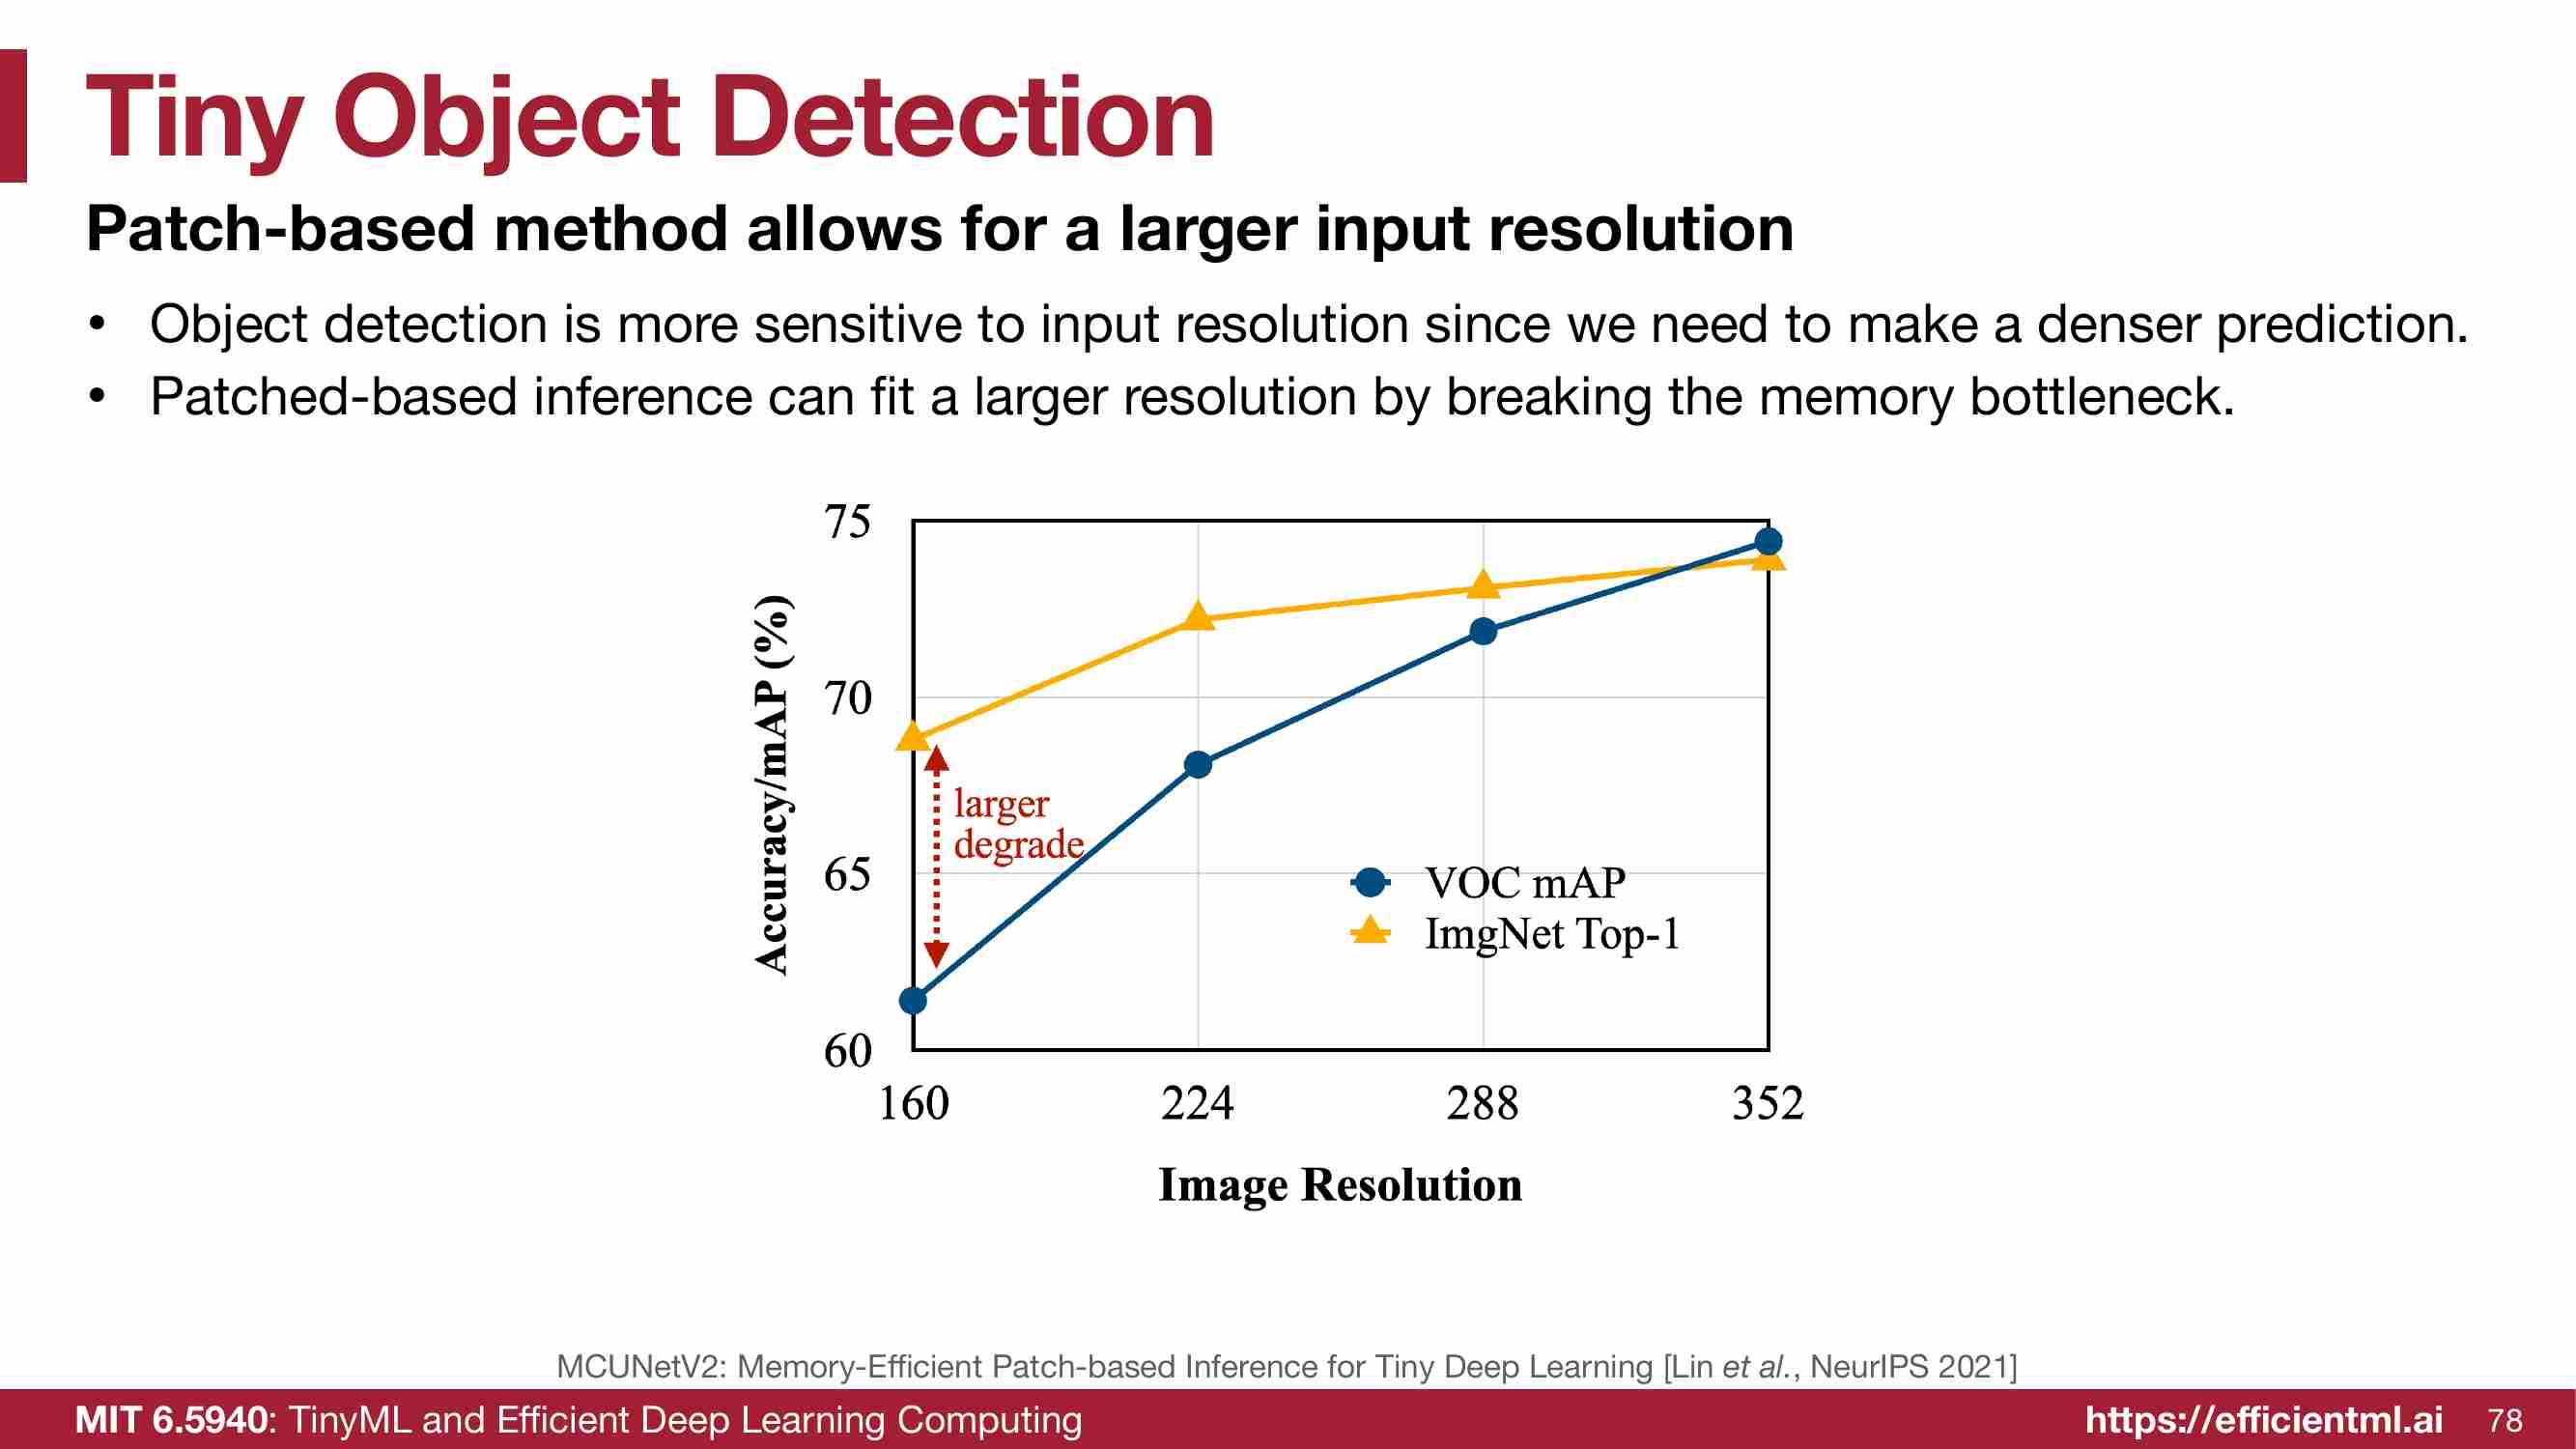 Tiny Object Detection
Patch-based method allows for a larger input resolution
• Object detection is more sensitive to input resolution since we need to make a denser prediction.
• Patched-based inference can fit a larger resolution by breaking the memory bottleneck.
75
70
65
60
Accuracy/mAP (%)
larger
degrade
VOC mAP
ImgNet Top-1
160 224 288 352
Image Resolution
MCUNetV2: Memory-Efficient Patch-based Inference for Tiny Deep Learning [Lin et al., NeurIPS 2021]
MIT 6.5940: TinyML and Efficient Deep Learning Computing https://efficientml.ai 78